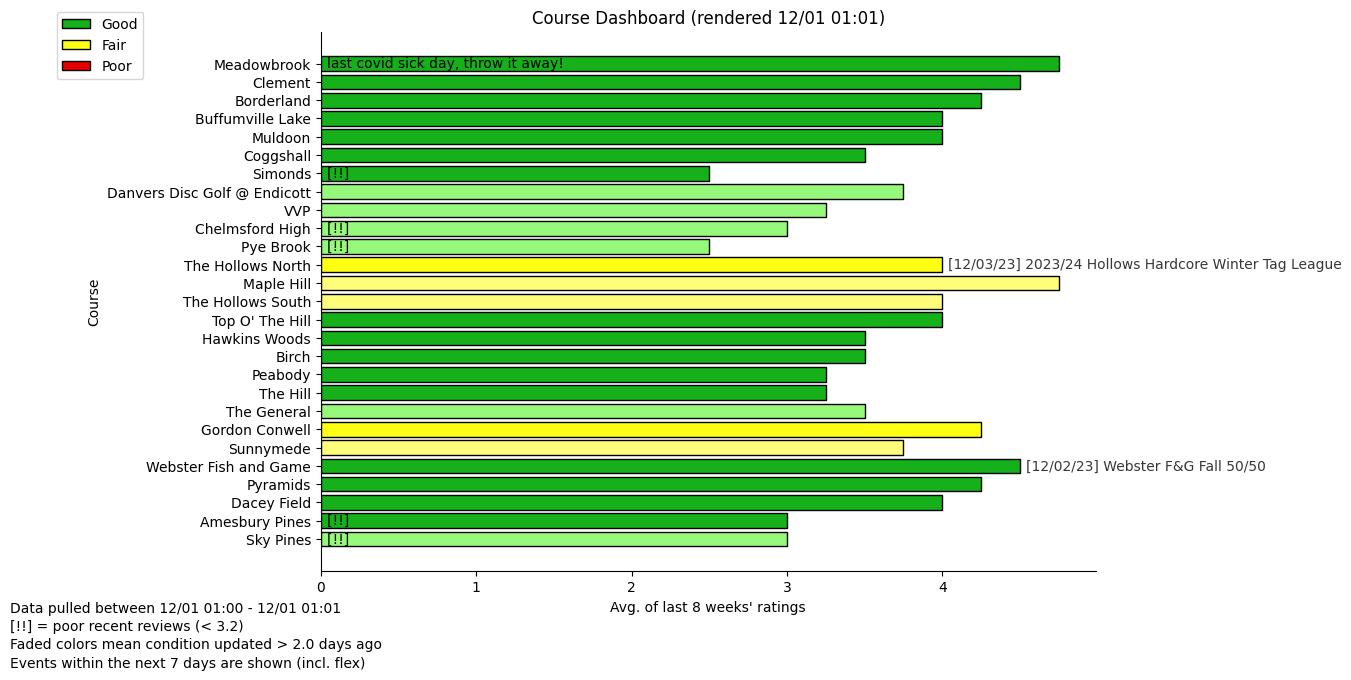 Course Dashboard (rendered 12/01 01:01)
Good
Fair
Poor
Meadowbrook
last covid sick day, throw it away!
Clement
Borderland
Buffumville Lake
Muldoon
Coggshall
Simonds
[!!]
Danvers Disc Golf @ Endicott
VVP
Chelmsford High
[!!]
Pye Brook
[!!]
The Hollows North
[12/03/23] 2023/24 Hollows Hardcore Winter Tag League
Maple Hill
The Hollows South
Top O' The Hill
Hawkins Woods
Birch
Peabody
The Hill
The General
Gordon Conwell
Sunnymede
Webster Fish and Game
[12/02/23] Webster F&G Fall 50/50
Pyramids
Dacey Field
Amesbury Pines
[!!]
Sky Pines
[!!]
Course
0 1 2 3 4
Avg. of last 8 weeks' ratings
Data pulled between 12/01 01:00 - 12/01 01:01
[!!] = poor recent reviews (< 3.2)
Faded colors mean condition updated > 2.0 days ago
Events within the next 7 days are shown (incl. flex)